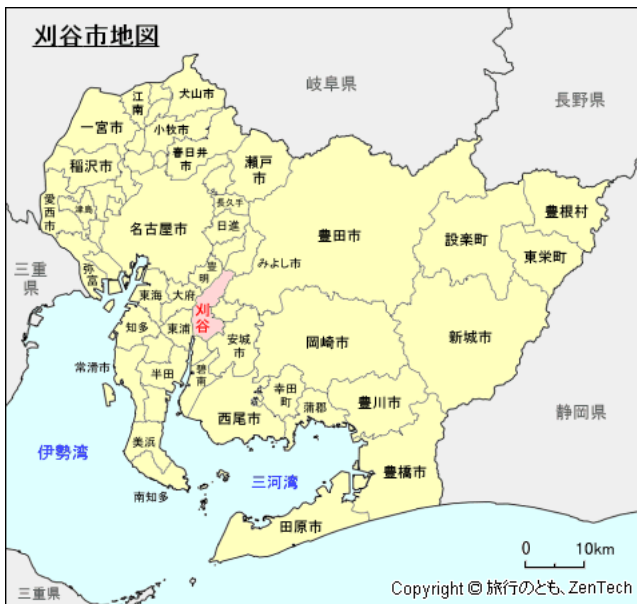 刈谷市地図
岐阜県
長野県
犬山市
江南
一宮市
小牧市
春日井市
稲沢市
瀬戸市
愛西市
津島
長久手
名古屋市
日進
豊田市
設楽町
豊根村
東栄町
みよし市
三重県
弥富
豊明
東海
大府
刈谷
知多
東浦
安城市
岡崎市
新城市
常滑市
半田
碧南
幸田町
蒲郡
豊川市
西尾市
静岡県
美浜
伊勢湾
三河湾
豊橋市
南知多
田原市
0 10km
三重県
Copyright © 旅行のとも、ZenTech